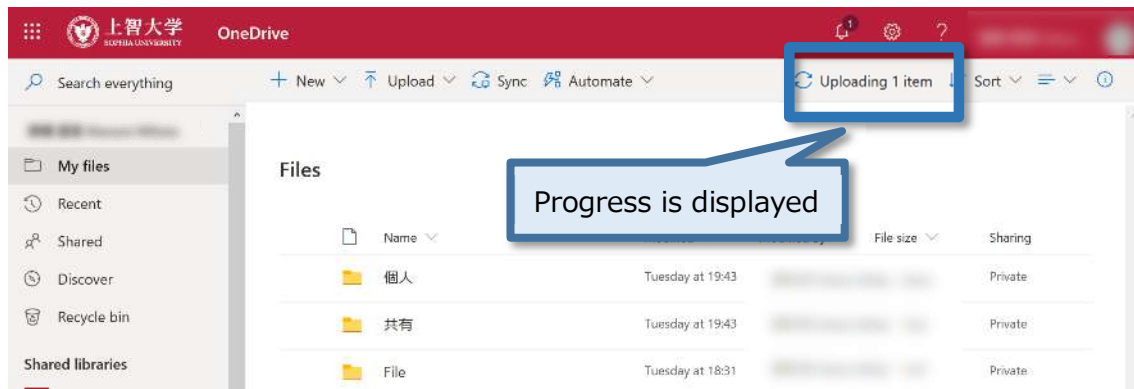 上智大学
SOPHIA UNIVERSITY
OneDrive
?
Search everything
+ New
Upload
Sync
Automate
Uploading 1 item
Sort
My files
Recent
Shared
Discover
Recycle bin
Shared libraries
Files
Progress is displayed
Name
File size
Sharing
個人
Tuesday at 19:43
Private
共有
Tuesday at 19:43
Private
File
Tuesday at 18:31
Private